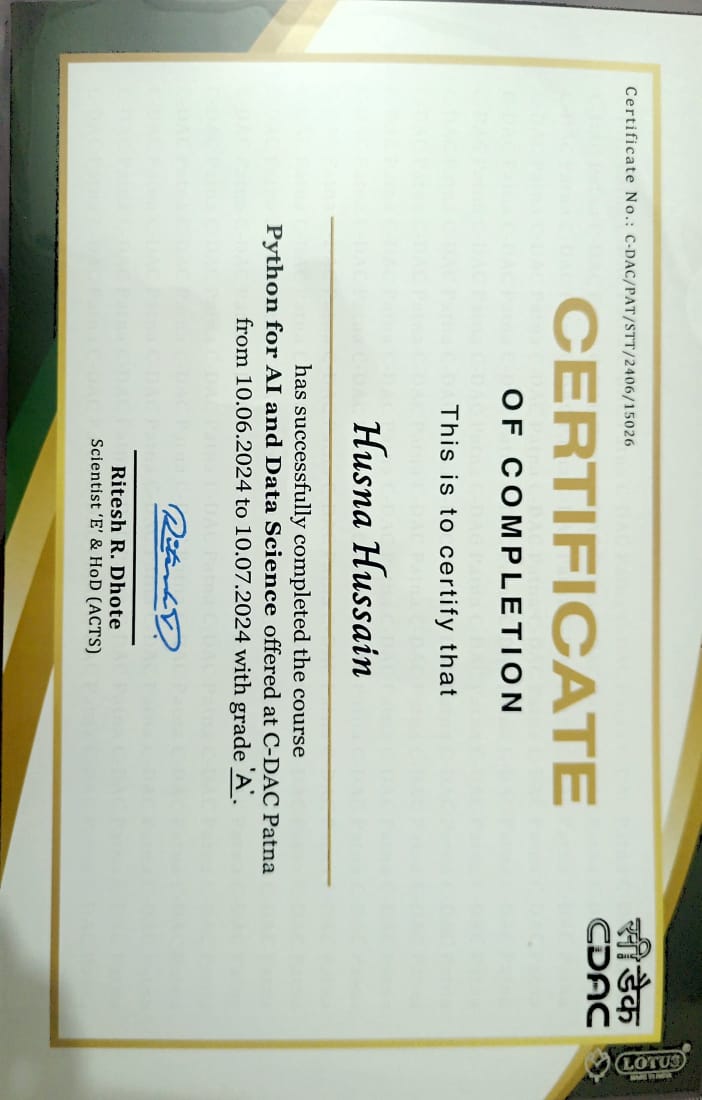 Certificate No.: C-DAC/PAT/STT/2406/15026
सी डैक
CDAC
LOTUS
CERTIFICATE
OF COMPLETION
This is to certify that
Husna Hussain
has successfully completed the course
Python for AI and Data Science offered at C-DAC Patna
from 10.06.2024 to 10.07.2024 with grade 'A'.
Ritesh D.
Ritesh R. Dhote
Scientist 'E' & HoD (ACTS)